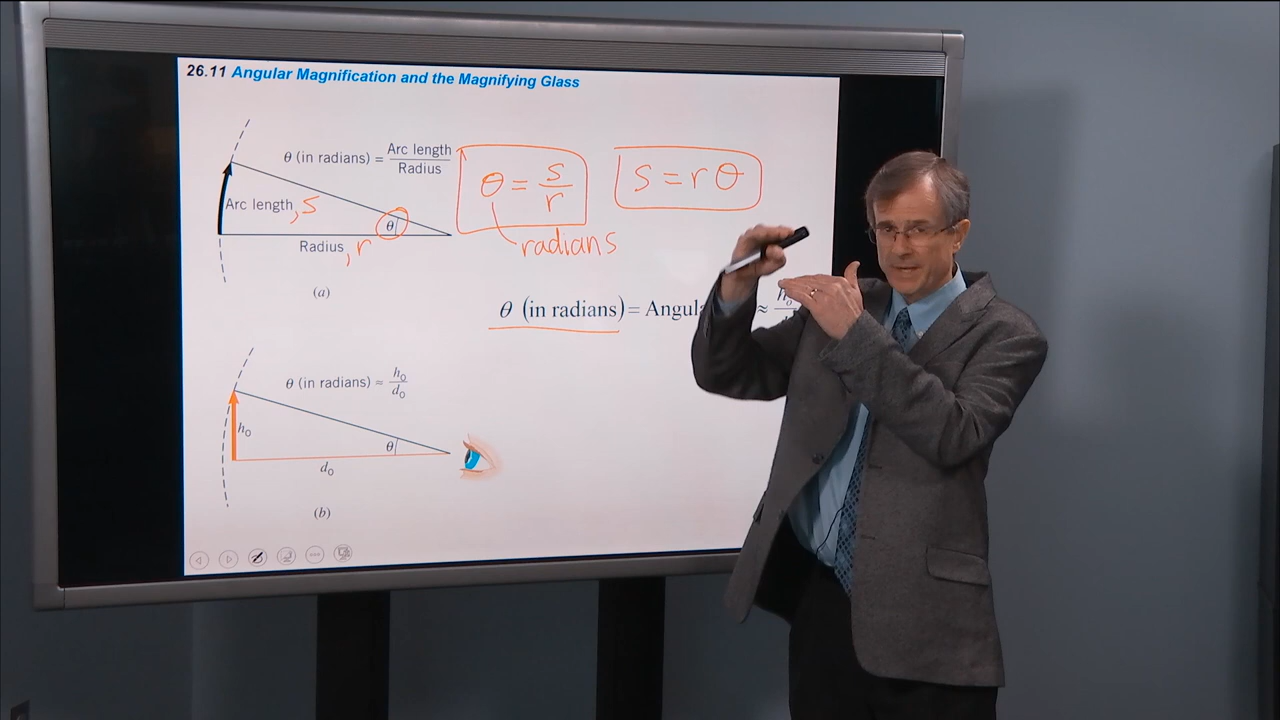 26.11 Angular Magnification and the Magnifying Glass
θ (in radians) = Arc length / Radius
θ = s / r
s = r θ
Arc length, s
θ
Radius, r
radians
(a)
θ (in radians) = Angul ≈ h₀
θ (in radians) ≈ h₀ / d₀
h₀
θ
d₀
(b)